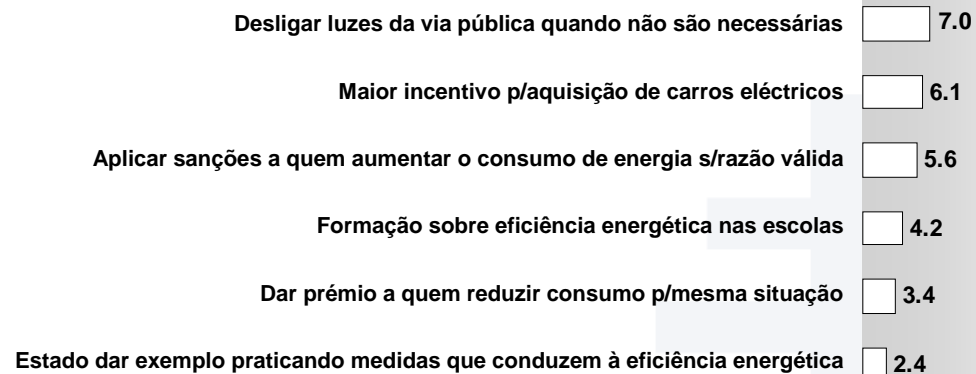 Desligar luzes da via pública quando não são necessárias 7.0
Maior incentivo p/aquisição de carros eléctricos 6.1
Aplicar sanções a quem aumentar o consumo de energia s/razão válida 5.6
Formação sobre eficiência energética nas escolas 4.2
Dar prémio a quem reduzir consumo p/mesma situação 3.4
Estado dar exemplo praticando medidas que conduzem à eficiência energética 2.4